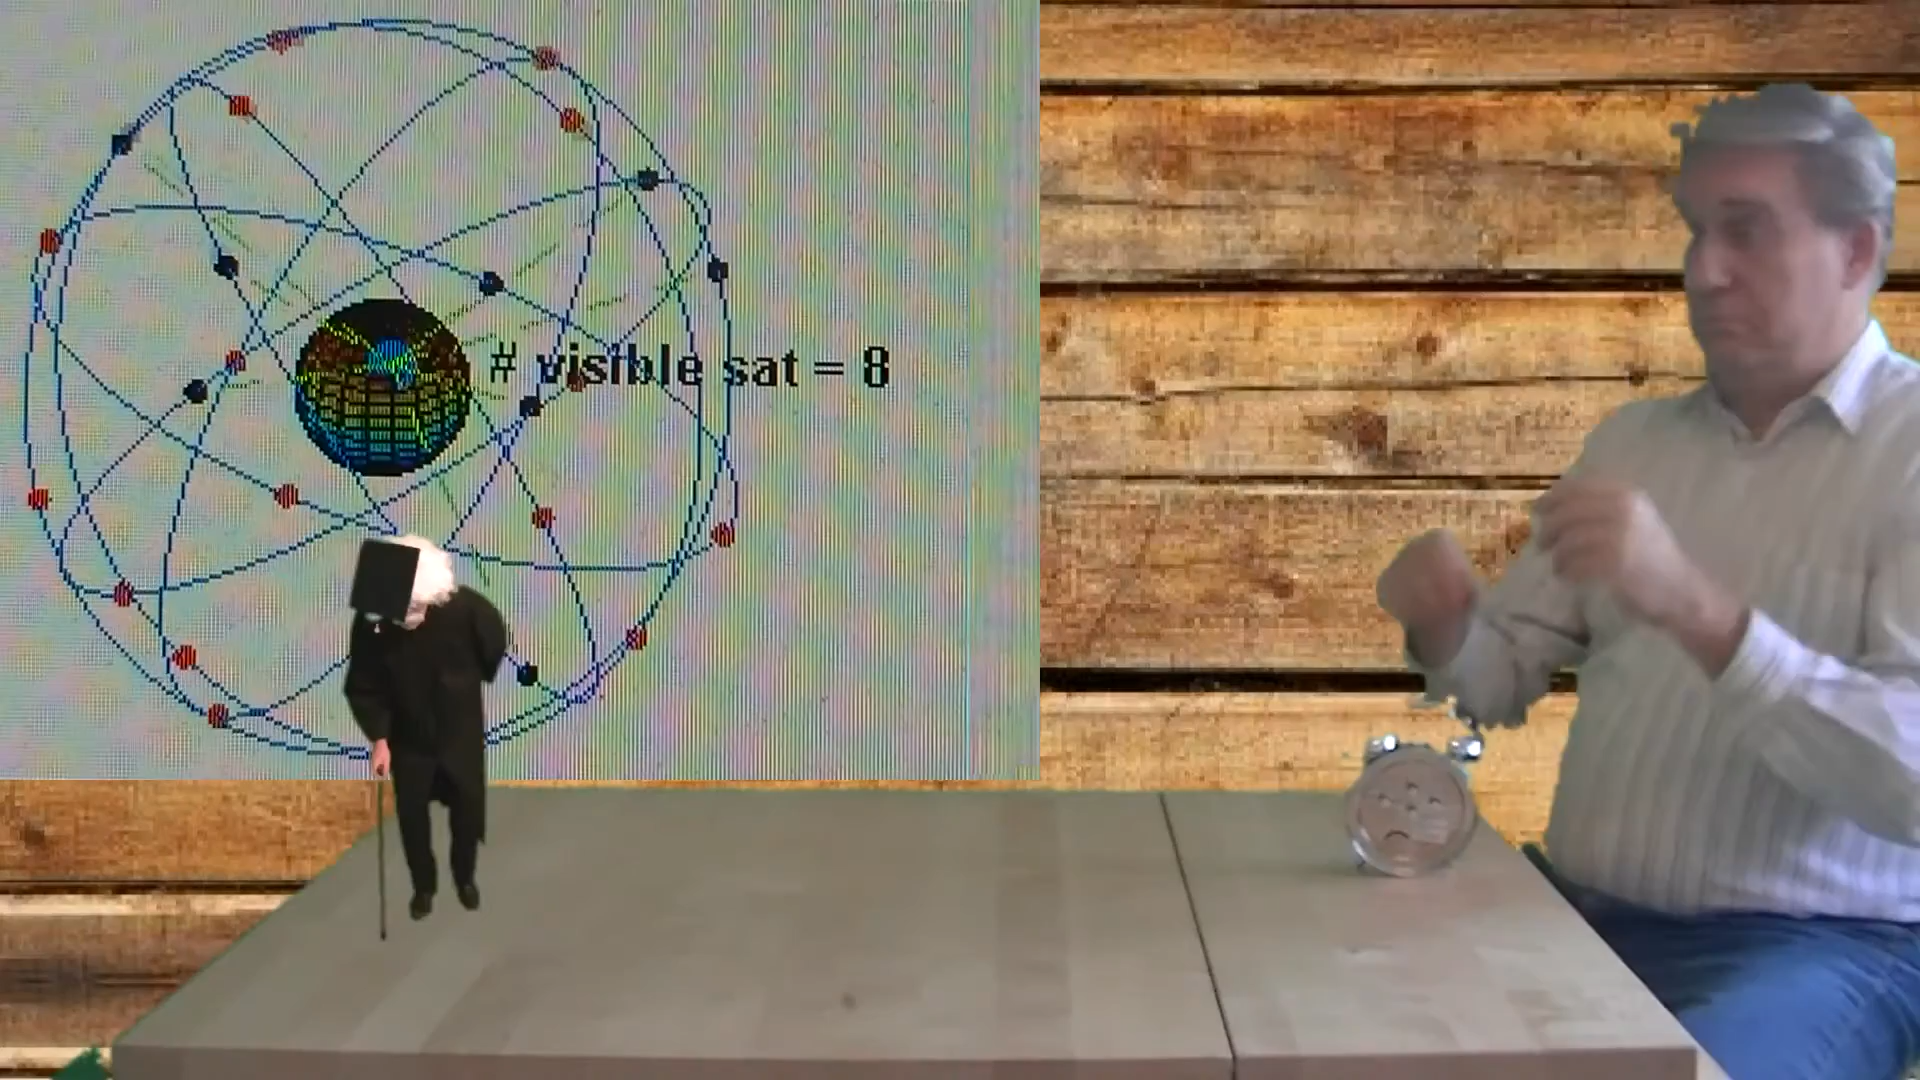 # visible sat = 8